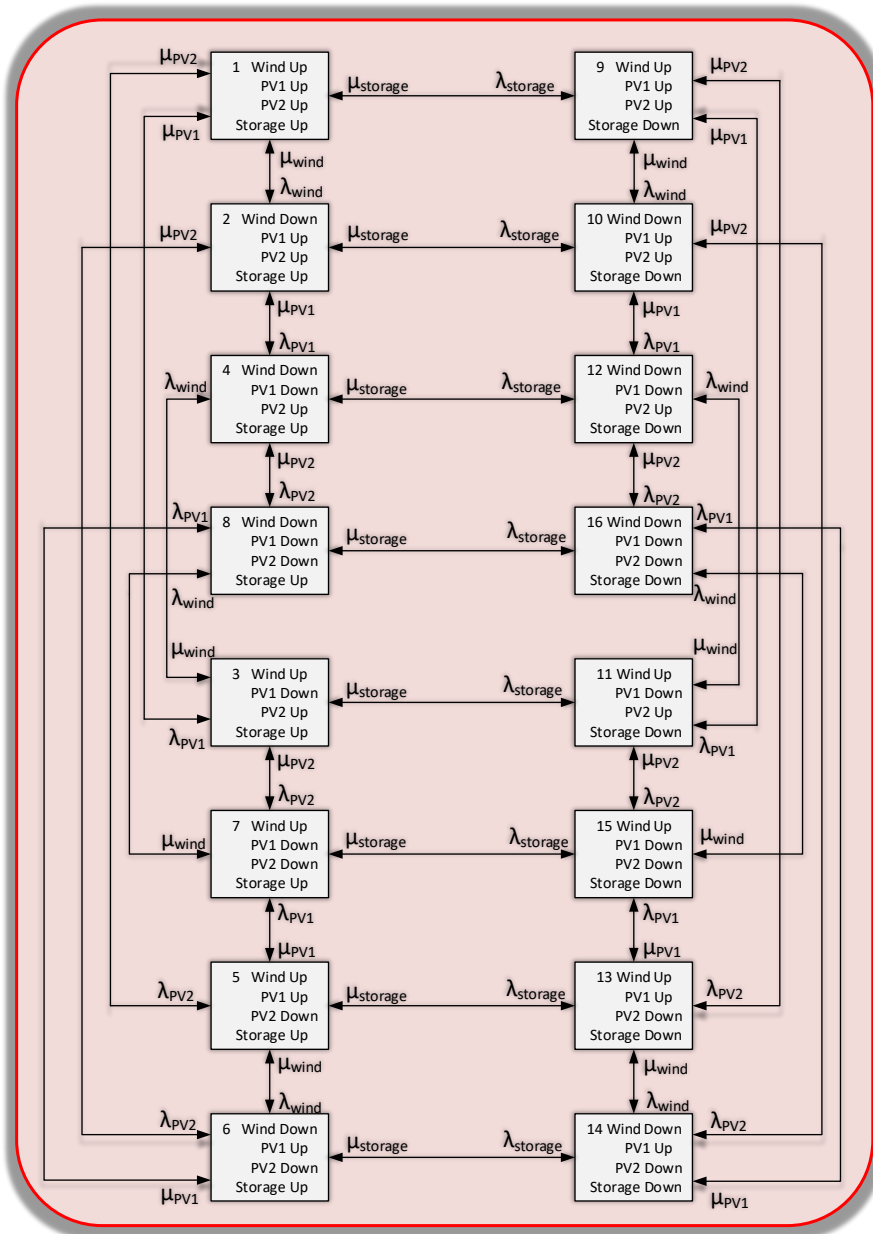 μPV2
1 Wind Up
PV1 Up
PV2 Up
Storage Up
μstorage
λstorage
9 Wind Up
PV1 Up
PV2 Up
Storage Down
μPV2
μPV1
μPV1
μwind
λwind
μwind
λwind
μPV2
2 Wind Down
PV1 Up
PV2 Up
Storage Up
μstorage
λstorage
10 Wind Down
PV1 Up
PV2 Up
Storage Down
μPV2
μPV1
λPV1
μPV1
λPV1
λwind
4 Wind Down
PV1 Down
PV2 Up
Storage Up
μstorage
λstorage
12 Wind Down
PV1 Down
PV2 Up
Storage Down
λwind
μPV2
λPV2
μPV2
λPV2
λPV1
8 Wind Down
PV1 Down
PV2 Down
Storage Up
μstorage
λstorage
16 Wind Down
PV1 Down
PV2 Down
Storage Down
λPV1
λwind
λwind
μwind
3 Wind Up
PV1 Down
PV2 Up
Storage Up
μstorage
λstorage
11 Wind Up
PV1 Down
PV2 Up
Storage Down
μwind
λPV1
λPV1
μPV2
λPV2
μPV2
λPV2
μwind
7 Wind Up
PV1 Down
PV2 Down
Storage Up
μstorage
λstorage
15 Wind Up
PV1 Down
PV2 Down
Storage Down
μwind
λPV1
μPV1
λPV1
μPV1
λPV2
5 Wind Up
PV1 Up
PV2 Down
Storage Up
μstorage
λstorage
13 Wind Up
PV1 Up
PV2 Down
Storage Down
λPV2
μwind
λwind
μwind
λwind
λPV2
6 Wind Down
PV1 Up
PV2 Down
Storage Up
μstorage
λstorage
14 Wind Down
PV1 Up
PV2 Down
Storage Down
λPV2
μPV1
μPV1